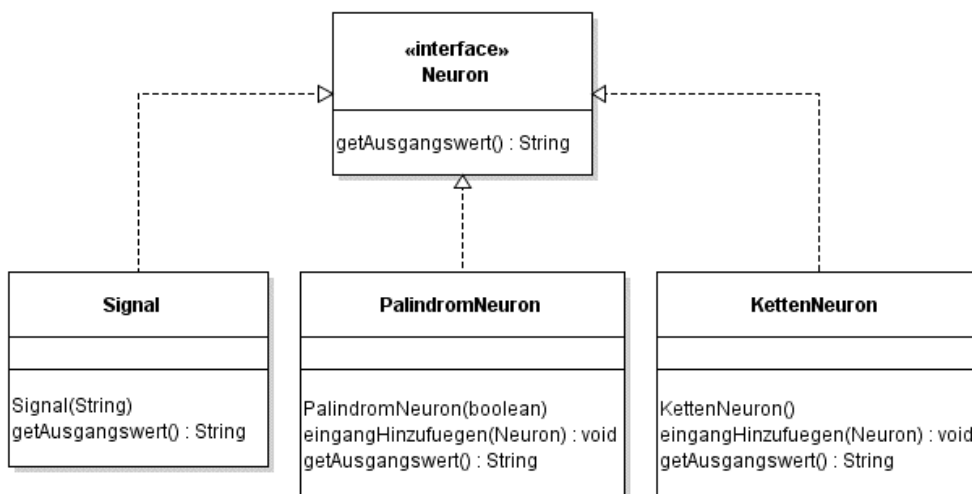 «interface»
Neuron
getAusgangswert() : String
Signal
Signal(String)
getAusgangswert() : String
PalindromNeuron
PalindromNeuron(boolean)
eingangHinzufuegen(Neuron) : void
getAusgangswert() : String
KettenNeuron
KettenNeuron()
eingangHinzufuegen(Neuron) : void
getAusgangswert() : String